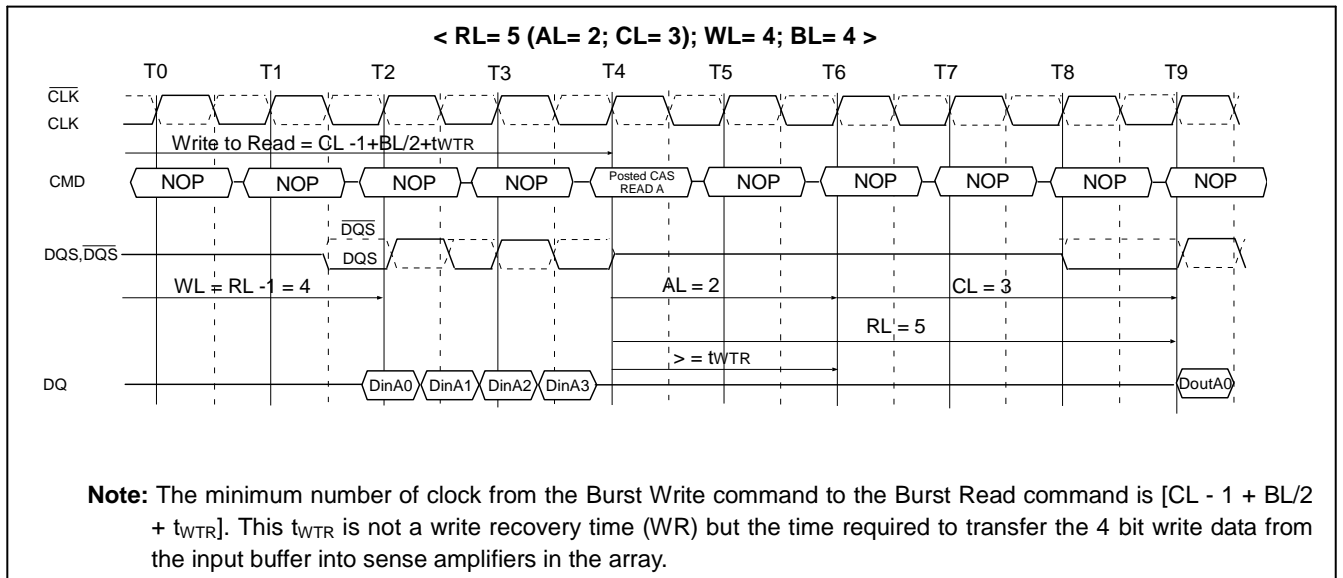 < RL= 5 (AL= 2; CL= 3); WL= 4; BL= 4 >
T0 T1 T2 T3 T4 T5 T6 T7 T8 T9
CLK
CLK
Write to Read = CL -1+BL/2+tWTR
CMD NOP NOP NOP NOP Posted CAS READ A NOP NOP NOP NOP NOP
DQS
DQS,DQS DQS
WL = RL -1 = 4 AL = 2 CL = 3
RL = 5
> = tWTR
DQ DinA0 DinA1 DinA2 DinA3 DoutA0
Note: The minimum number of clock from the Burst Write command to the Burst Read command is [CL - 1 + BL/2
+ tWTR]. This tWTR is not a write recovery time (WR) but the time required to transfer the 4 bit write data from
the input buffer into sense amplifiers in the array.